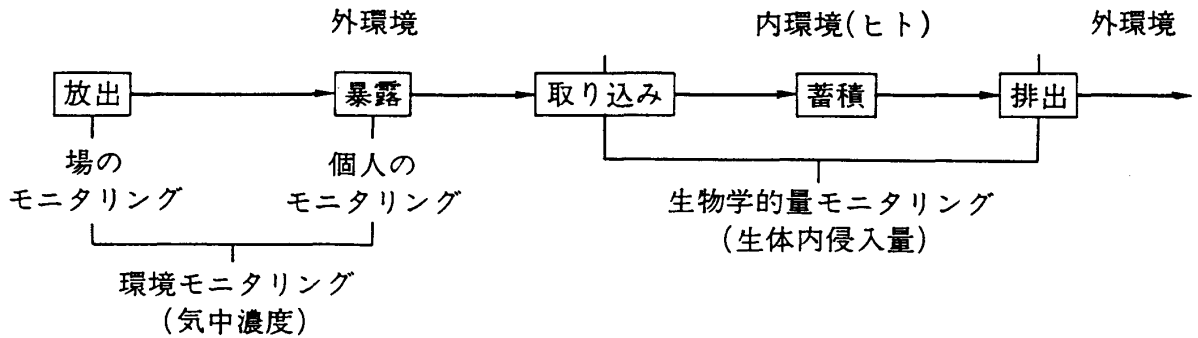 外環境
内環境(ヒト)
外環境
放出
暴露
取り込み
蓄積
排出
場の
モニタリング
個人の
モニタリング
生物学的量モニタリング
(生体内侵入量)
環境モニタリング
(気中濃度)